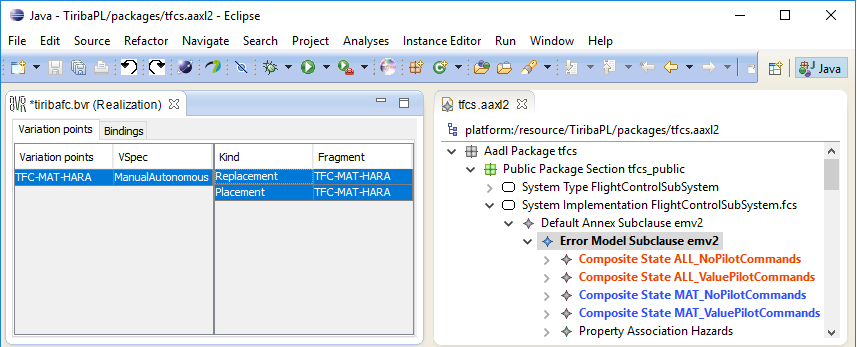 Java - TiribaPL/packages/tfcs.aaxl2 - Eclipse
File Edit Source Refactor Navigate Search Project Analyses Instance Editor Run Window Help
Java
*tiribafc.bvr (Realization)
Variation points Bindings
Variation points VSpec Kind Fragment
TFC-MAT-HARA ManualAutonomous Replacement TFC-MAT-HARA
Placement TFC-MAT-HARA
tfcs.aaxl2
platform:/resource/TiribaPL/packages/tfcs.aaxl2
Aadl Package tfcs
Public Package Section tfcs_public
System Type FlightControlSubSystem
System Implementation FlightControlSubSystem.fcs
Default Annex Subclause emv2
Error Model Subclause emv2
Composite State ALL_NoPilotCommands
Composite State ALL_ValuePilotCommands
Composite State MAT_NoPilotCommands
Composite State MAT_ValuePilotCommands
Property Association Hazards